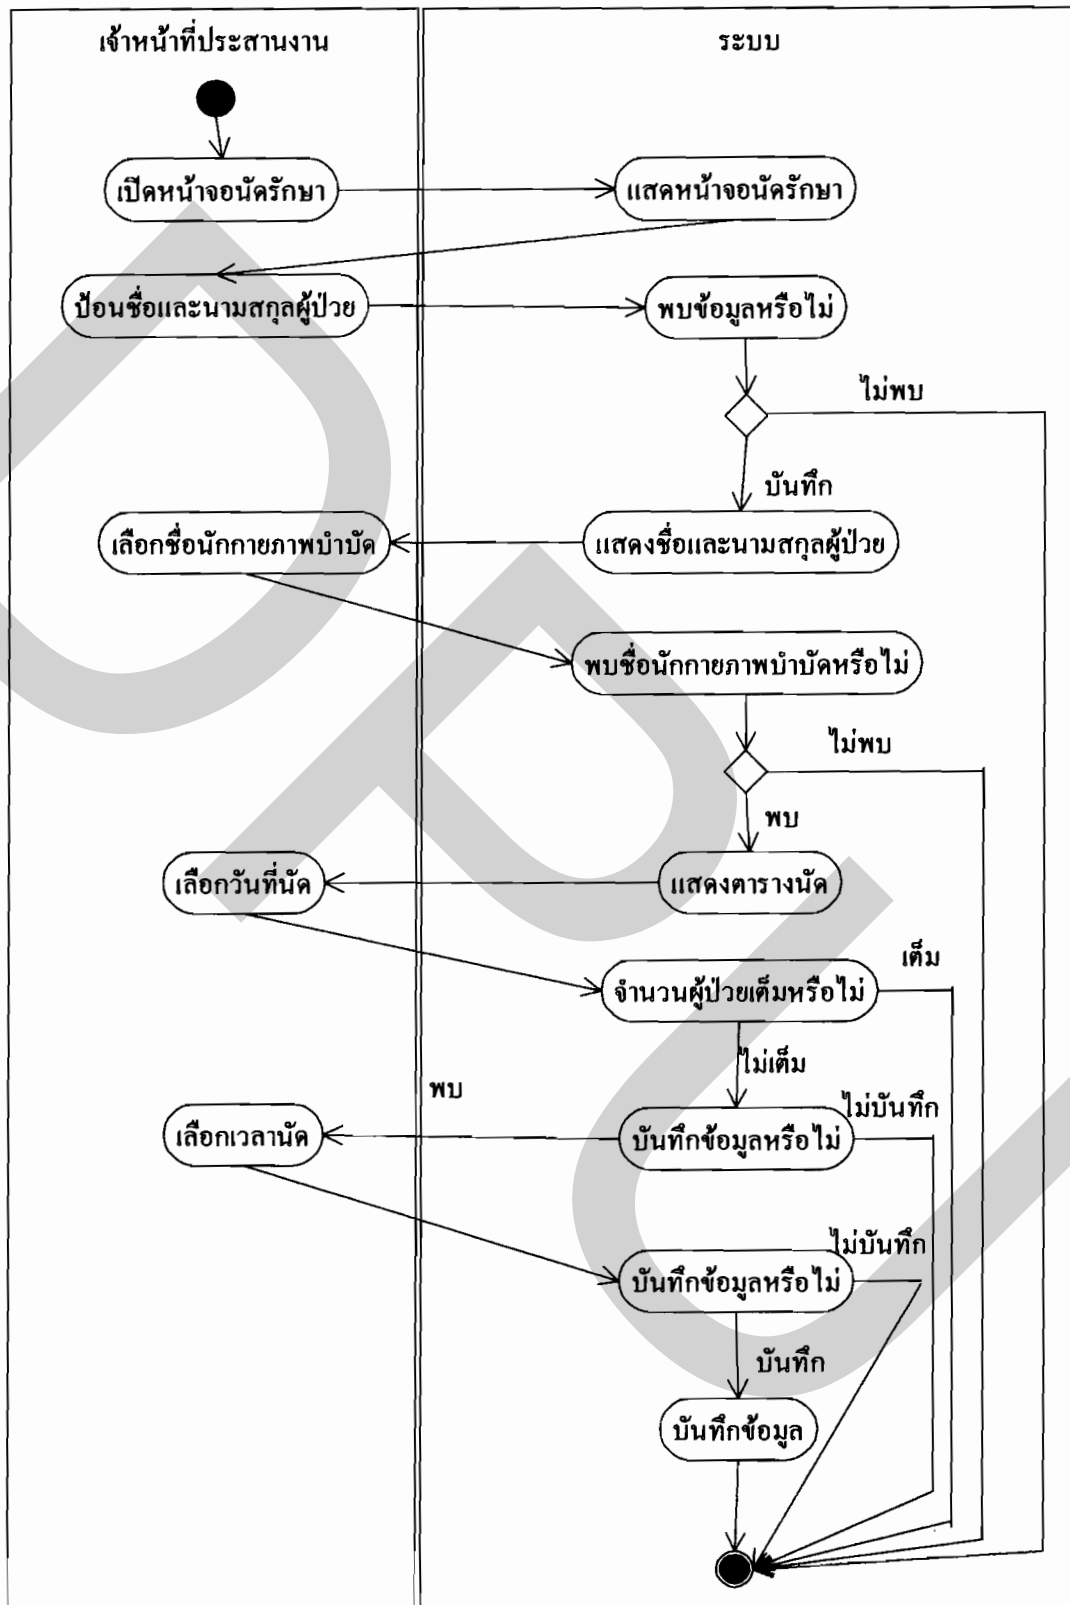 เจ้าหน้าที่ประสานงาน
ระบบ
เปิดหน้าจอนัดรักษา
แสดหน้าจอนัดรักษา
ป้อนชื่อและนามสกุลผู้ป่วย
พบข้อมูลหรือไม่
ไม่พบ
บันทึก
เลือกชื่อนักกายภาพบำบัด
แสดงชื่อและนามสกุลผู้ป่วย
พบชื่อนักกายภาพบำบัดหรือไม่
ไม่พบ
พบ
เลือกวันที่นัด
แสดงตารางนัด
เต็ม
จำนวนผู้ป่วยเต็มหรือไม่
ไม่เต็ม
พบ
ไม่บันทึก
เลือกเวลานัด
บันทึกข้อมูลหรือไม่
ไม่บันทึก
บันทึกข้อมูลหรือไม่
บันทึก
บันทึกข้อมูล